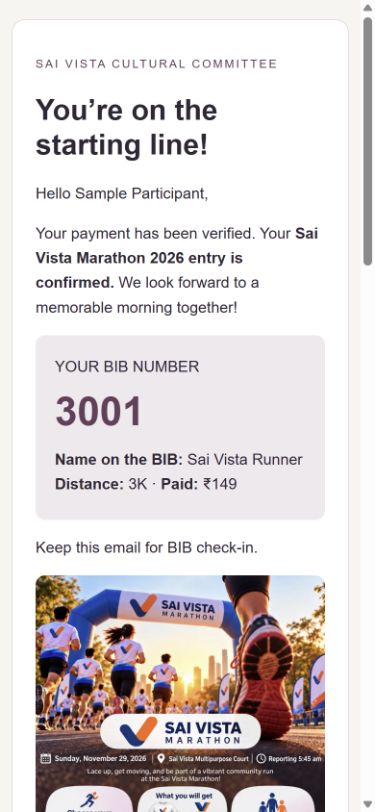 SAI VISTA CULTURAL COMMITTEE
You're on the
starting line!
Hello Sample Participant,
Your payment has been verified. Your Sai
Vista Marathon 2026 entry is
confirmed. We look forward to a
memorable morning together!
YOUR BIB NUMBER
3001
Name on the BIB: Sai Vista Runner
Distance: 3K · Paid: ₹149
Keep this email for BIB check-in.
SAI VISTA
MARATHON
SAI VISTA
MARATHON
Sunday, November 29, 2026 | Sai Vista Multipurpose Court | Reporting 5:45 am
Lace up, get moving, and be part of a vibrant community run
at the Sai Vista Marathon!
What you will get